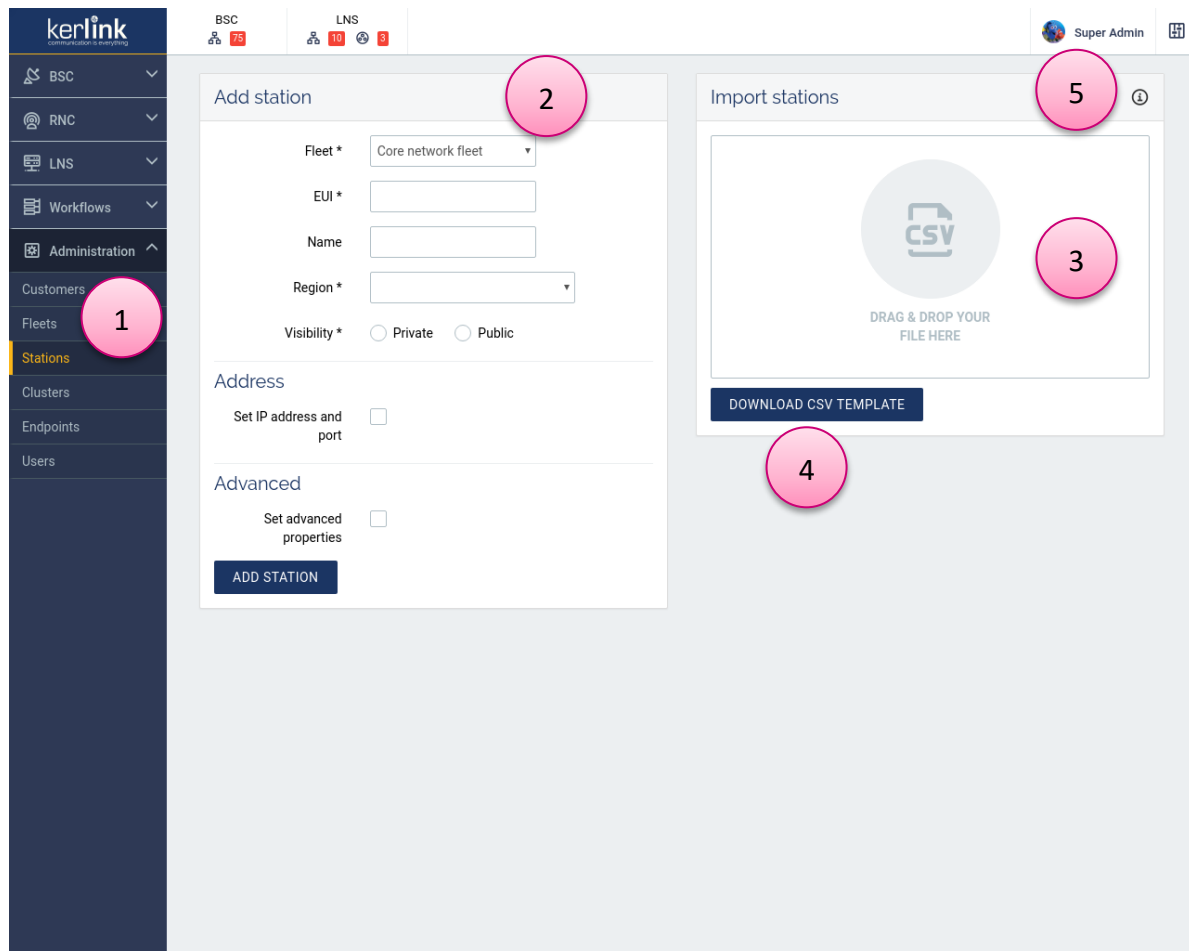 kerlink
communication is everything
BSC
75
LNS
10 3
Super Admin
BSC
RNC
LNS
Workflows
Administration
Customers
Fleets
Stations
Clusters
Endpoints
Users
1
Add station
2
Fleet *
Core network fleet
EUI *
Name
Region *
Visibility *
Private
Public
Address
Set IP address and
port
Advanced
Set advanced
properties
ADD STATION
Import stations
5
CSV
3
DRAG & DROP YOUR
FILE HERE
DOWNLOAD CSV TEMPLATE
4